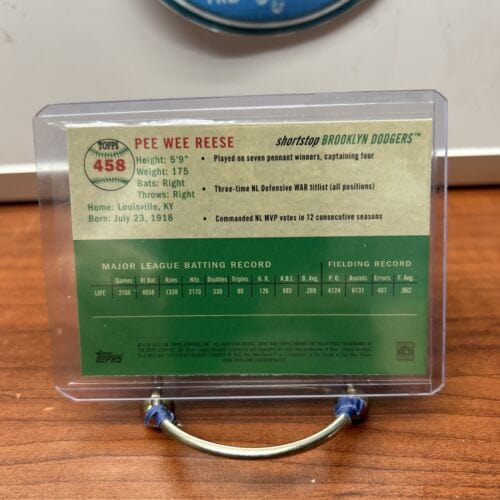 TOPPS
458
PEE WEE REESE
Height: 5'9"
Weight: 175
Bats: Right
Throws: Right
Home: Louisville, KY
Born: July 23, 1918
shortstop BROOKLYN DODGERS™
• Played on seven pennant winners, captaining four
• Three-time NL Defensive WAR titlist (all positions)
• Commanded NL MVP votes in 12 consecutive seasons
MAJOR LEAGUE BATTING RECORD
Games At Bat Runs Hits Doubles Triples H.R. R.B.I. B. Avg.
LIFE 2166 8058 1338 2170 330 80 126 885 .269
FIELDING RECORD
P.O. Assists Errors F. Avg.
4124 6131 407 .962
TOPPS